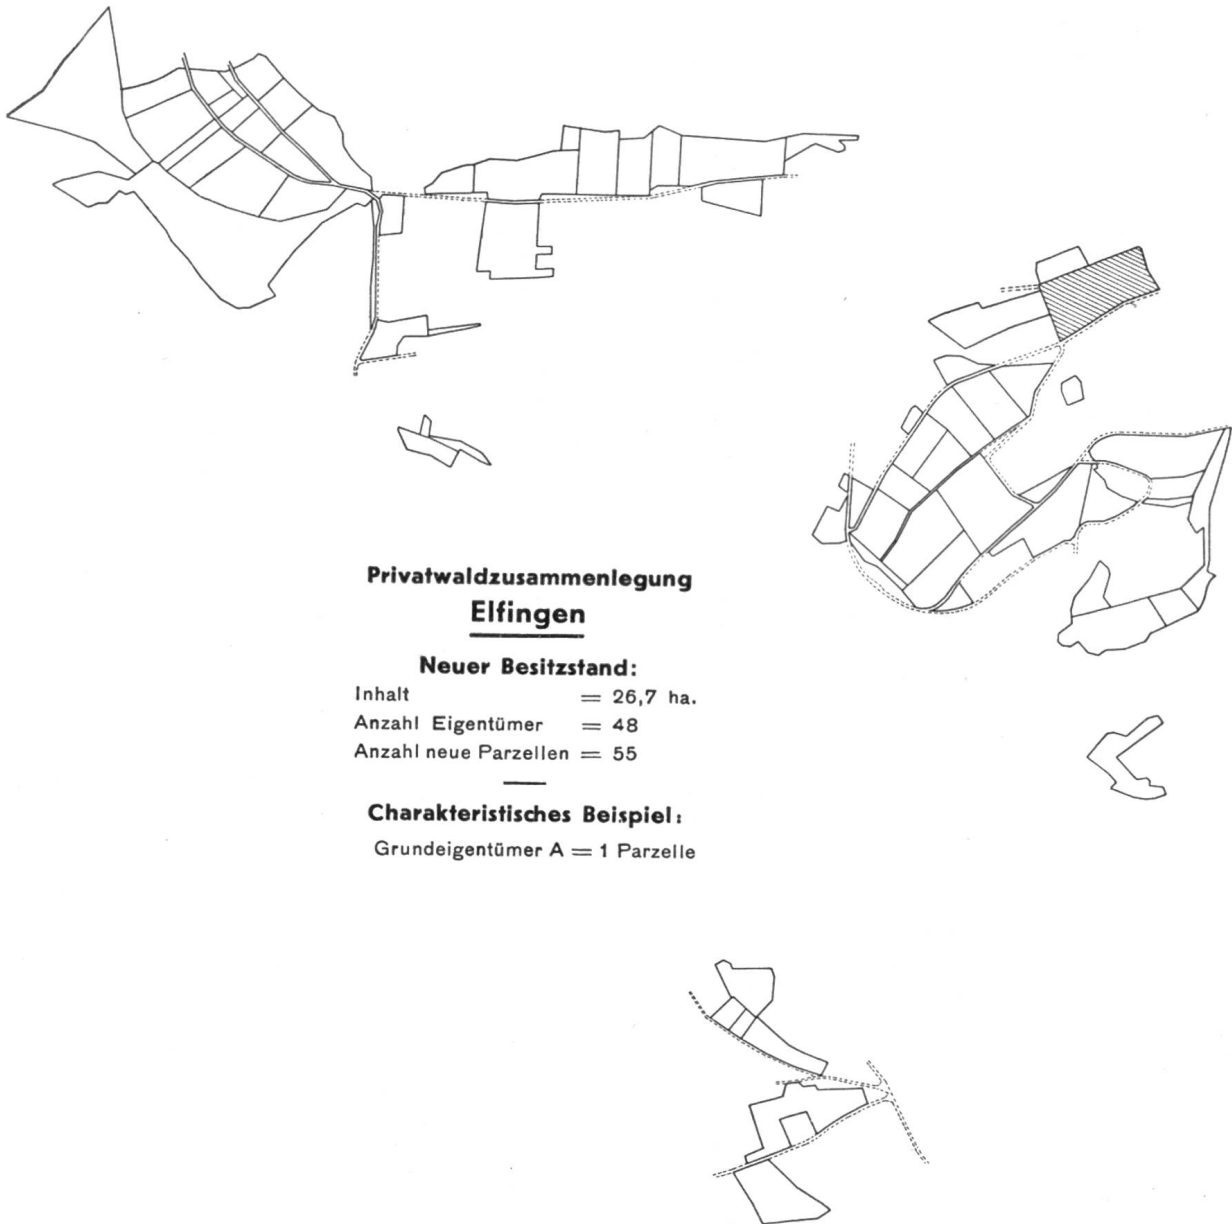 Privatwaldzusammenlegung
Elfingen
Neuer Besitzstand:
Inhalt = 26,7 ha.
Anzahl Eigentümer = 48
Anzahl neue Parzellen = 55
Charakteristisches Beispiel:
Grundeigentümer A = 1 Parzelle